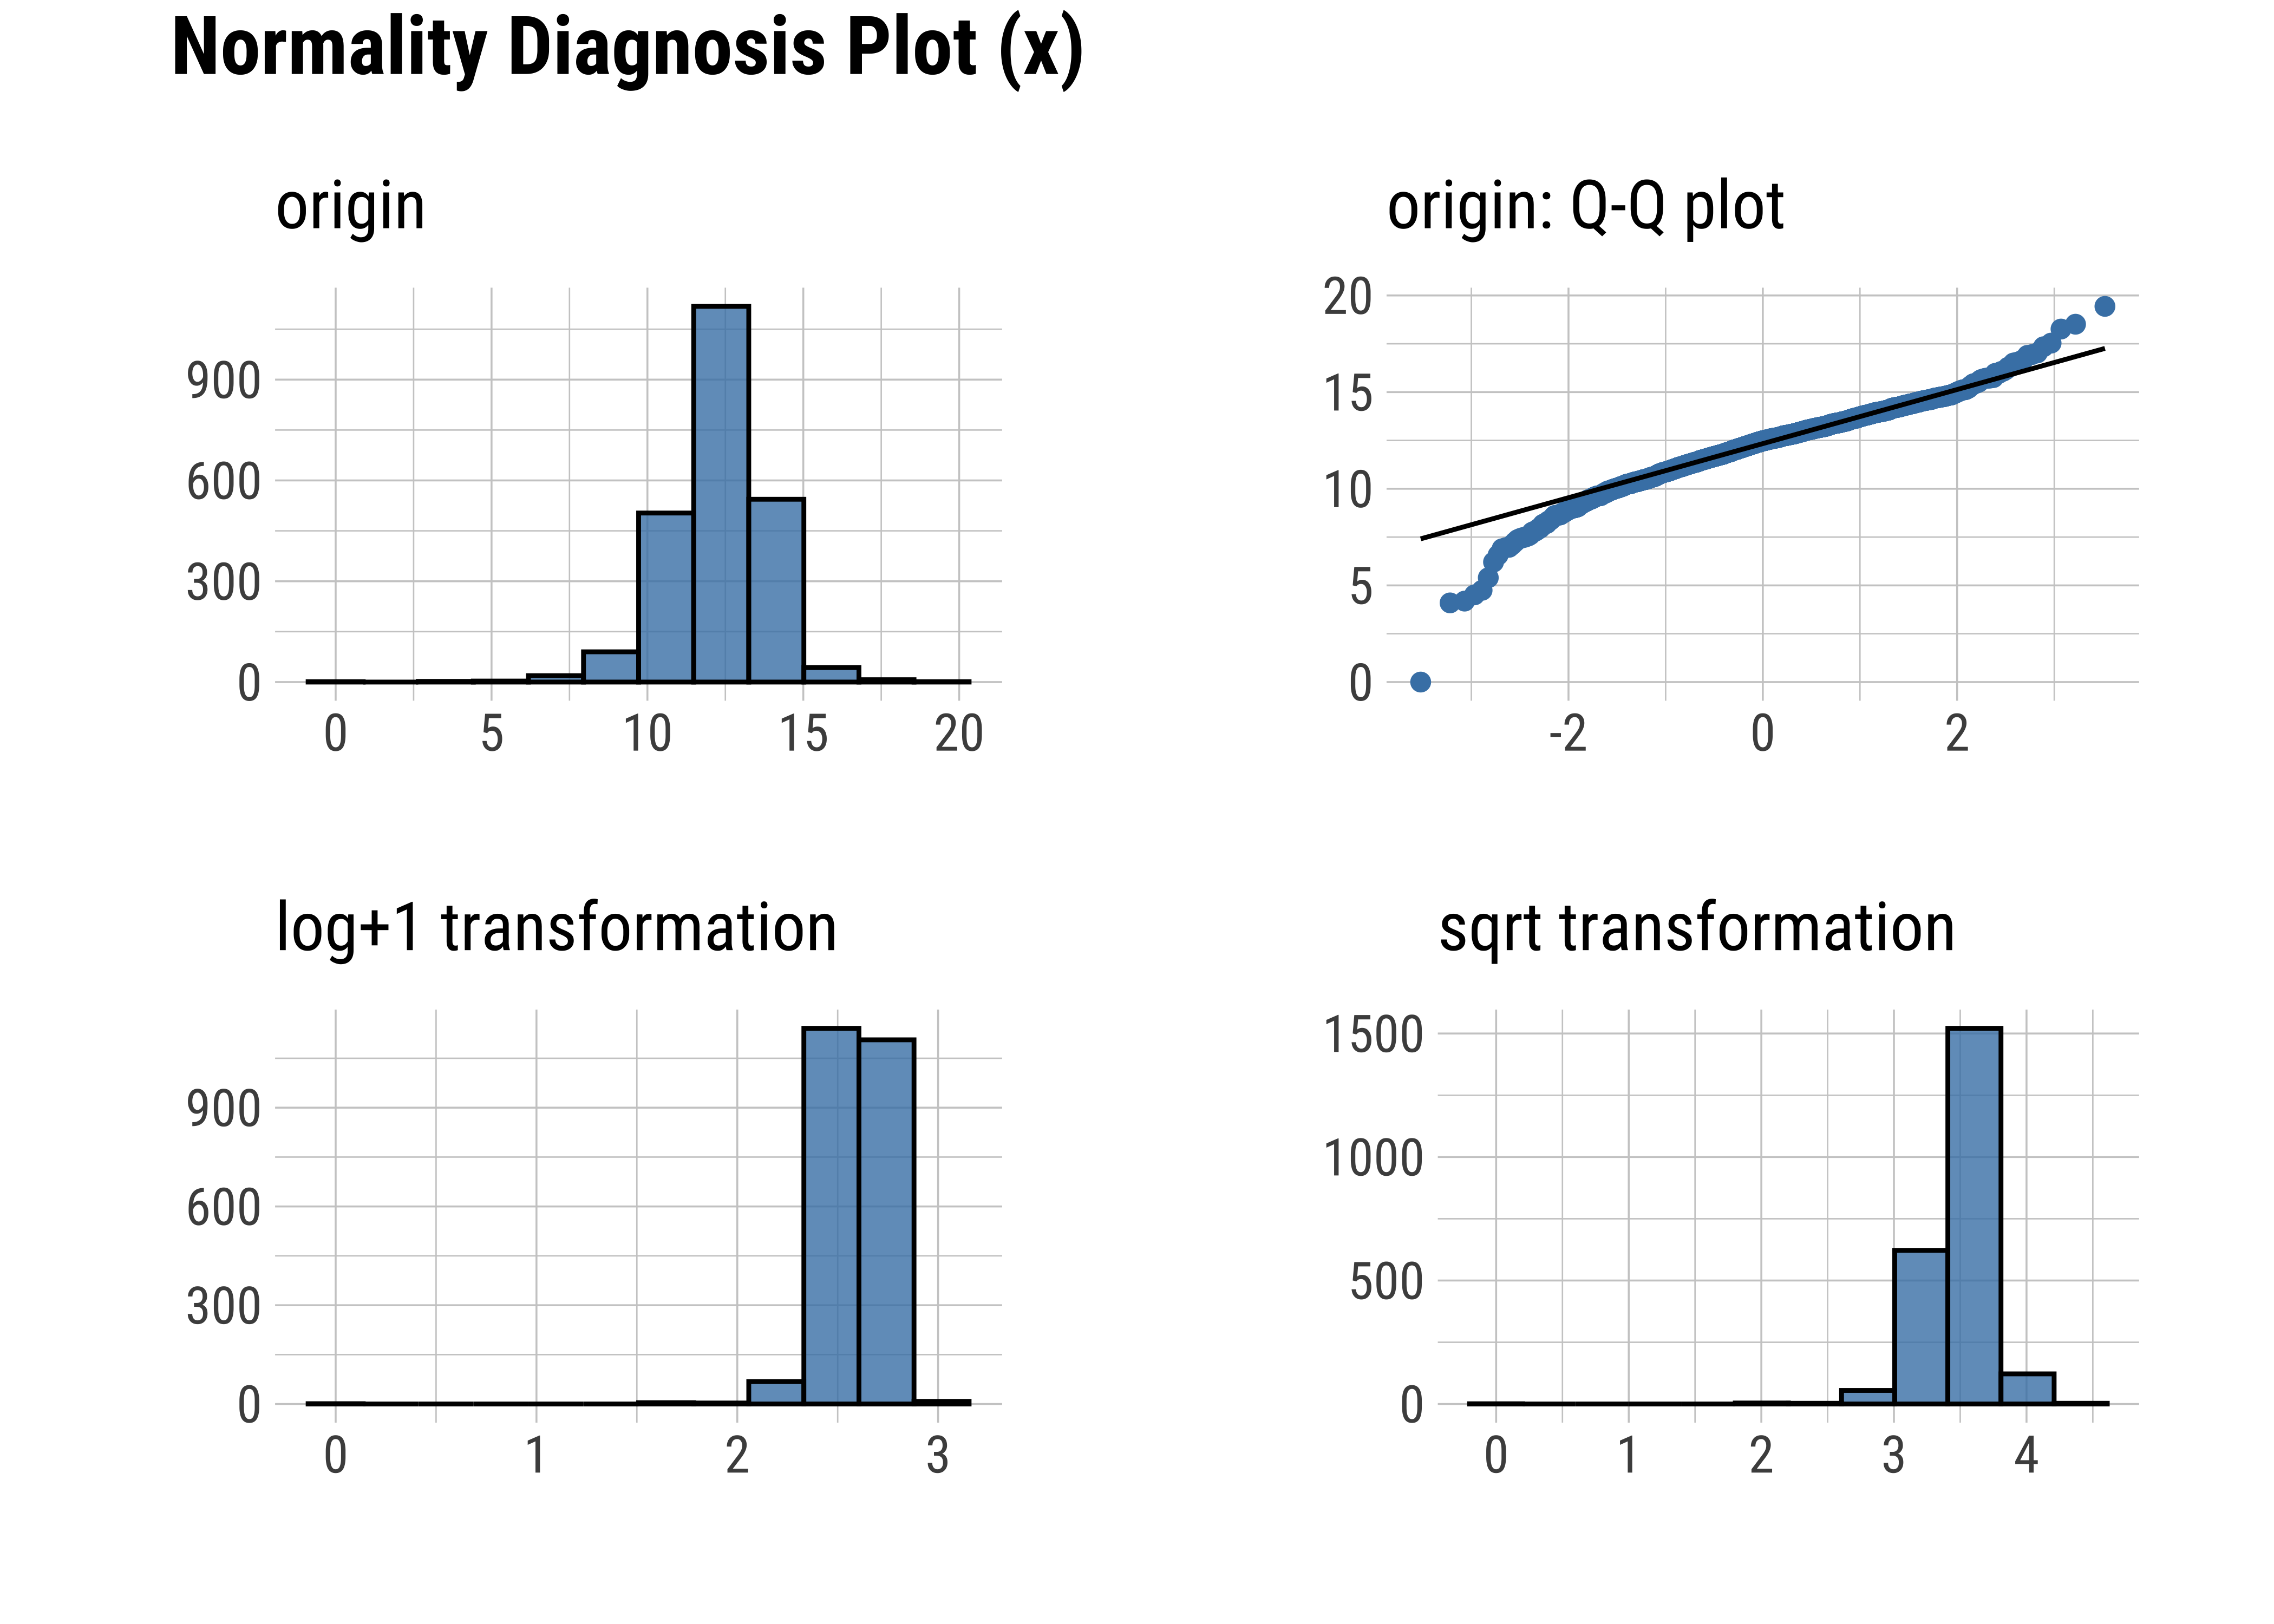 Normality Diagnosis Plot (x)
origin
900
600
300
0
0 5 10 15 20
origin: Q-Q plot
20
15
10
5
0
-2 0 2
log+1 transformation
900
600
300
0
0 1 2 3
sqrt transformation
1500
1000
500
0
0 1 2 3 4